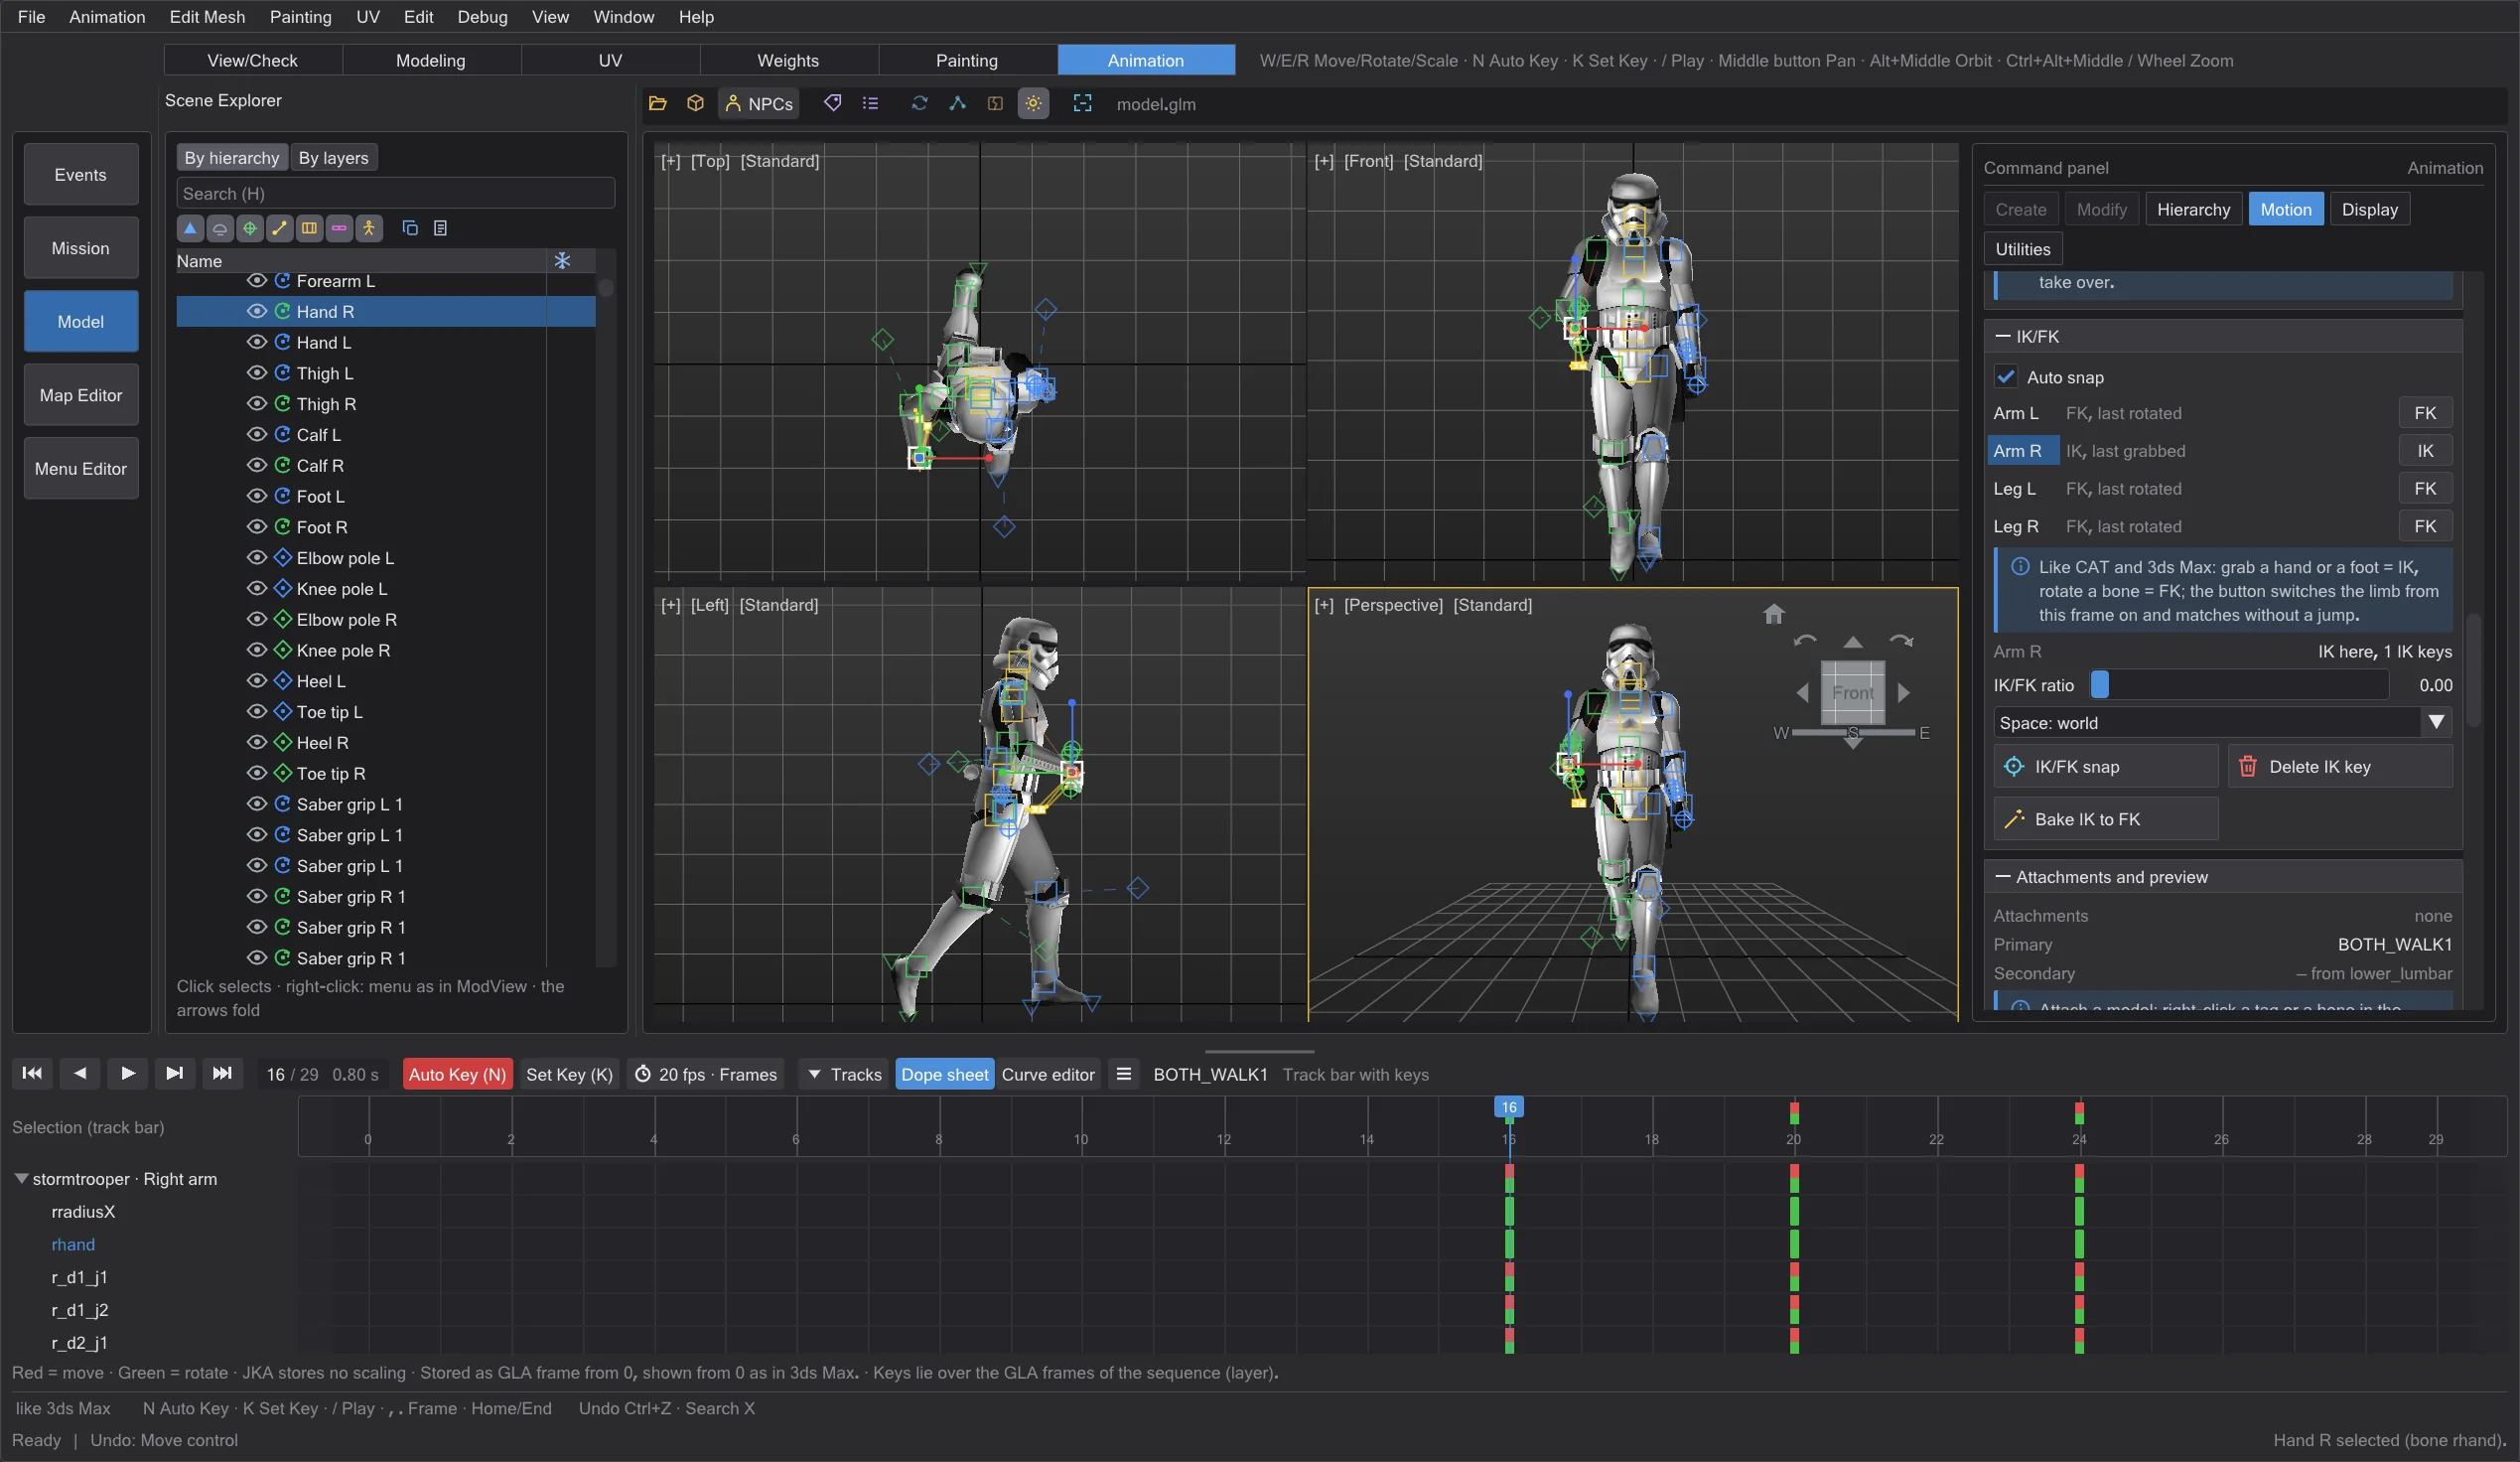 File Animation Edit Mesh Painting UV Edit Debug View Window Help
View/Check Modeling UV Weights Painting Animation W/E/R Move/Rotate/Scale · N Auto Key · K Set Key · / Play · Middle button Pan · Alt+Middle Orbit · Ctrl+Alt+Middle / Wheel Zoom
Scene Explorer
NPCs model.glm
Events
Mission
Model
Map Editor
Menu Editor
By hierarchy By layers
Search (H)
Name
Forearm L
Hand R
Hand L
Thigh L
Thigh R
Calf L
Calf R
Foot L
Foot R
Elbow pole L
Knee pole L
Elbow pole R
Knee pole R
Heel L
Toe tip L
Heel R
Toe tip R
Saber grip L 1
Saber grip L 1
Saber grip L 1
Saber grip R 1
Saber grip R 1
Saber grip R 1
Click selects · right-click: menu as in ModView · the
arrows fold
[+] [Top] [Standard]
[+] [Front] [Standard]
[+] [Left] [Standard]
[+] [Perspective] [Standard]
Front
W S E
Command panel Animation
Create Modify Hierarchy Motion Display
Utilities
take over.
IK/FK
Auto snap
Arm L FK, last rotated FK
Arm R IK, last grabbed IK
Leg L FK, last rotated FK
Leg R FK, last rotated FK
Like CAT and 3ds Max: grab a hand or a foot = IK,
rotate a bone = FK; the button switches the limb from
this frame on and matches without a jump.
Arm R IK here, 1 IK keys
IK/FK ratio 0.00
Space: world
IK/FK snap Delete IK key
Bake IK to FK
Attachments and preview
Attachments none
Primary BOTH_WALK1
Secondary – from lower_lumbar
Attach a model: right-click a tag or a bone in the
16 / 29 0.80 s Auto Key (N) Set Key (K) 20 fps · Frames Tracks Dope sheet Curve editor BOTH_WALK1 Track bar with keys
16
Selection (track bar)
0 2 4 6 8 10 12 14 16 18 20 22 24 26 28 29
stormtrooper · Right arm
rradiusX
rhand
r_d1_j1
r_d1_j2
r_d2_j1
Red = move · Green = rotate · JKA stores no scaling · Stored as GLA frame from 0, shown from 0 as in 3ds Max. · Keys lie over the GLA frames of the sequence (layer).
like 3ds Max N Auto Key · K Set Key · / Play · , . Frame · Home/End Undo Ctrl+Z · Search X
Ready | Undo: Move control
Hand R selected (bone rhand).